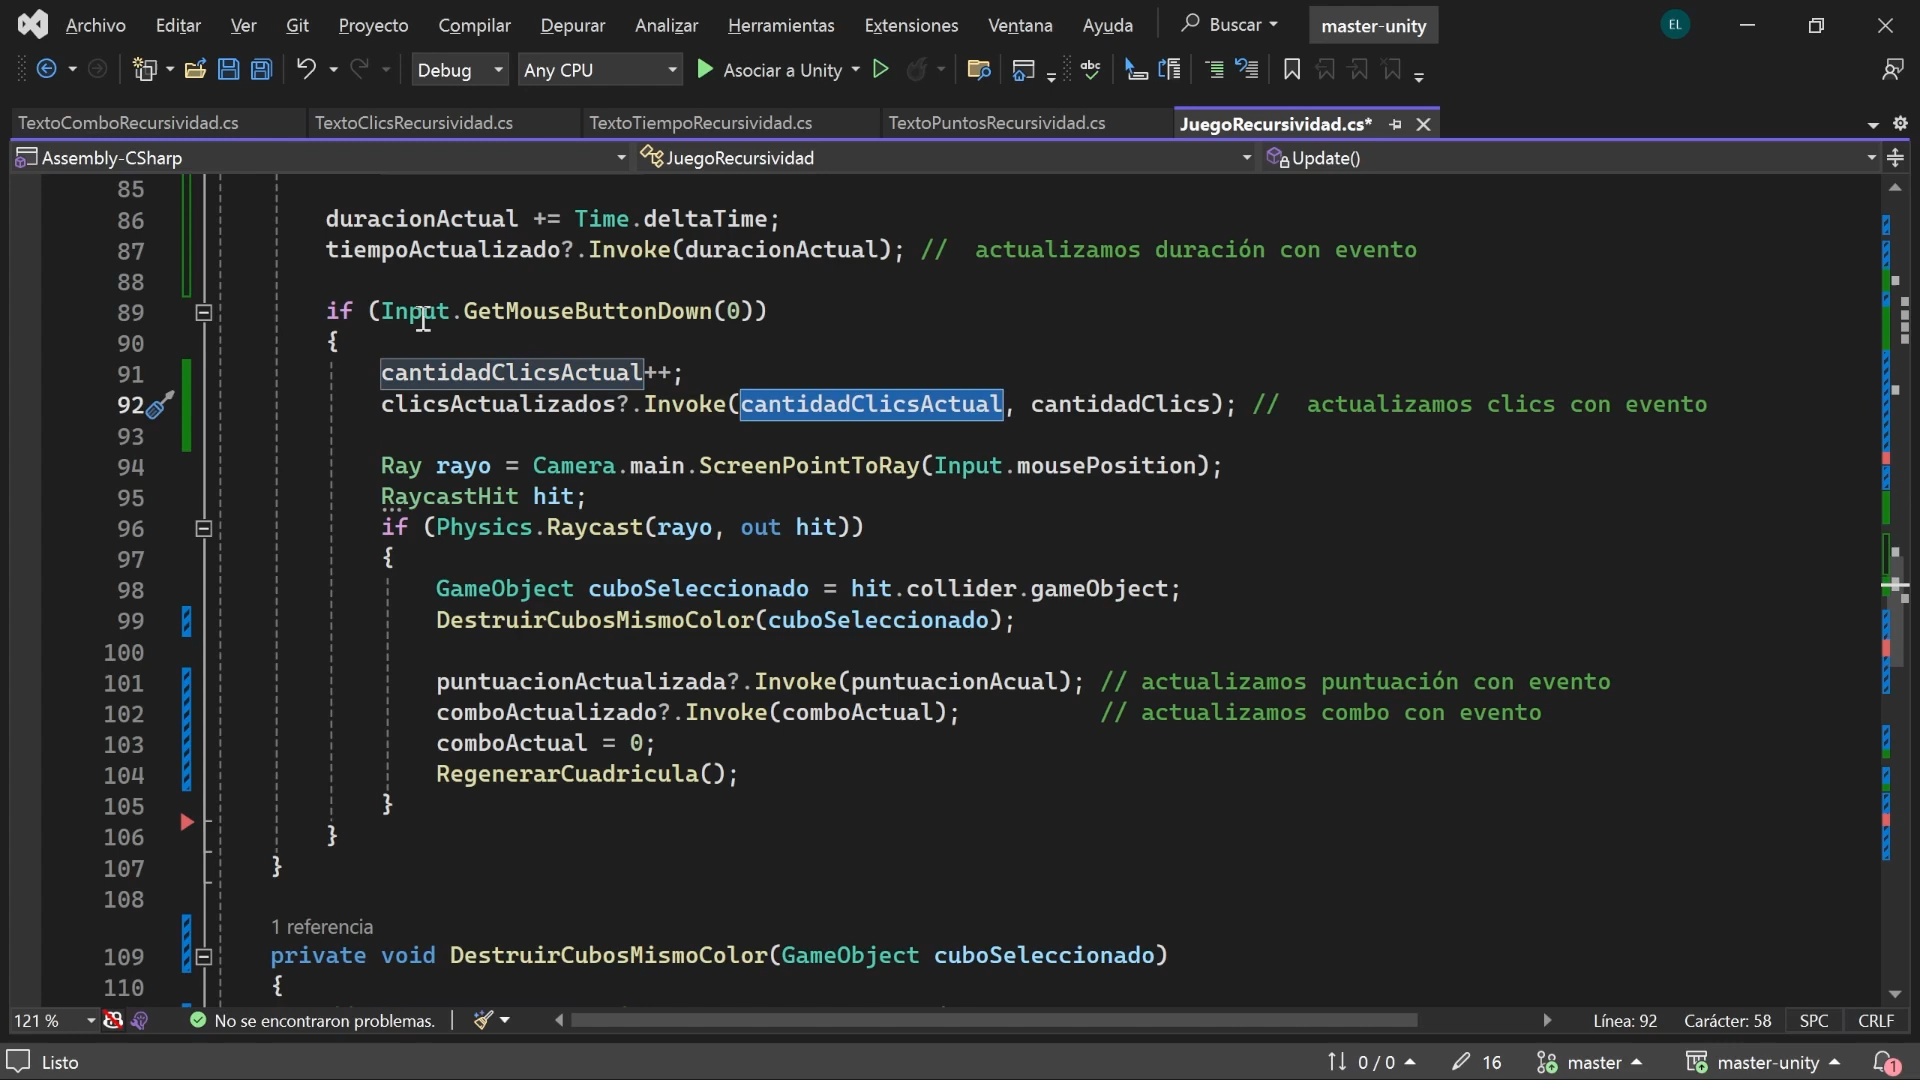 Archivo Editar Ver Git Proyecto Compilar Depurar Analizar Herramientas Extensiones Ventana Ayuda Buscar master-unity EL
Debug Any CPU Asociar a Unity abc
TextoComboRecursividad.cs TextoClicsRecursividad.cs TextoTiempoRecursividad.cs TextoPuntosRecursividad.cs JuegoRecursividad.cs*
Assembly-CSharp JuegoRecursividad Update()
85
86 duracionActual += Time.deltaTime;
87 tiempoActualizado?.Invoke(duracionActual); //  actualizamos duración con evento
88
89 if (Input.GetMouseButtonDown(0))
90 {
91 cantidadClicsActual++;
92 clicsActualizados?.Invoke(cantidadClicsActual, cantidadClics); //  actualizamos clics con evento
93
94 Ray rayo = Camera.main.ScreenPointToRay(Input.mousePosition);
95 RaycastHit hit;
96 if (Physics.Raycast(rayo, out hit))
97 {
98 GameObject cuboSeleccionado = hit.collider.gameObject;
99 DestruirCubosMismoColor(cuboSeleccionado);
100
101 puntuacionActualizada?.Invoke(puntuacionAcual); // actualizamos puntuación con evento
102 comboActualizado?.Invoke(comboActual); // actualizamos combo con evento
103 comboActual = 0;
104 RegenerarCuadricula();
105 }
106 }
107 }
108
1 referencia
109 private void DestruirCubosMismoColor(GameObject cuboSeleccionado)
110 {
121 % No se encontraron problemas. Línea: 92 Carácter: 58 SPC CRLF
Listo 0 / 0 16 master master-unity 1